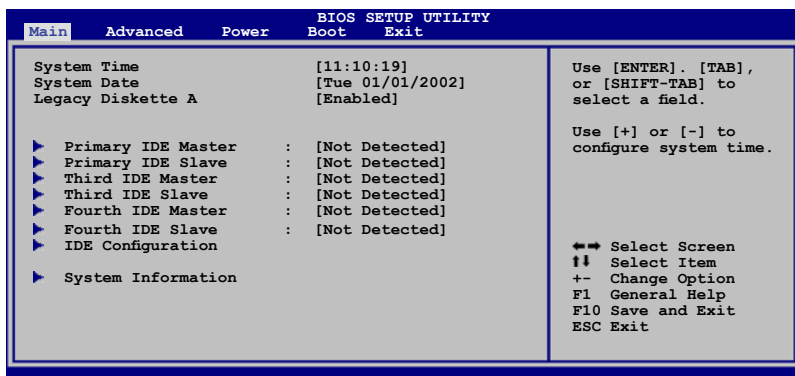 BIOS SETUP UTILITY
Main Advanced Power Boot Exit
System Time [11:10:19]
System Date [Tue 01/01/2002]
Legacy Diskette A [Enabled]
Primary IDE Master : [Not Detected]
Primary IDE Slave : [Not Detected]
Third IDE Master : [Not Detected]
Third IDE Slave : [Not Detected]
Fourth IDE Master : [Not Detected]
Fourth IDE Slave : [Not Detected]
IDE Configuration
System Information
Use [ENTER]. [TAB],
or [SHIFT-TAB] to
select a field.
Use [+] or [-] to
configure system time.
Select Screen
Select Item
+- Change Option
F1 General Help
F10 Save and Exit
ESC Exit